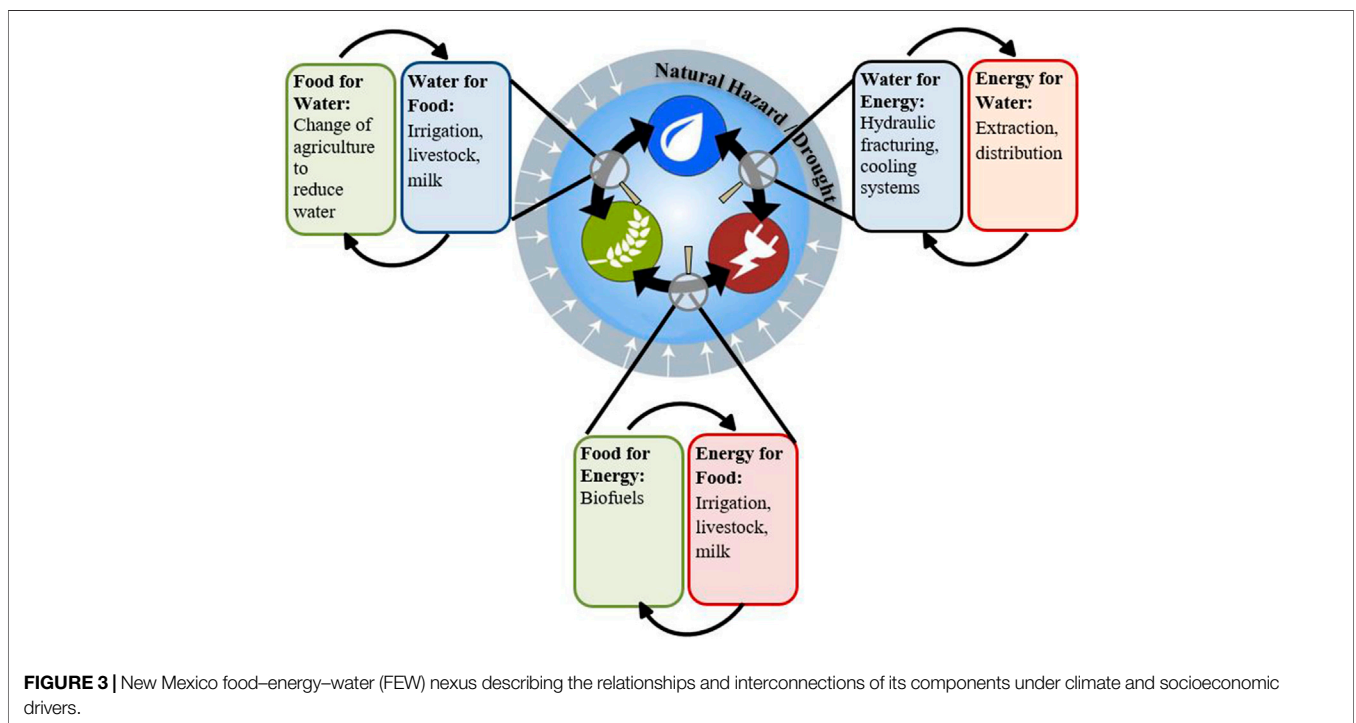 Food for
Water:
Change of
agriculture
to
reduce
water
Water for
Food:
Irrigation,
livestock,
milk
Natural Hazard / Drought
Water for
Energy:
Hydraulic
fracturing,
cooling
systems
Energy for
Water:
Extraction,
distribution
Food for
Energy:
Biofuels
Energy for
Food:
Irrigation,
livestock,
milk
FIGURE 3 | New Mexico food–energy–water (FEW) nexus describing the relationships and interconnections of its components under climate and socioeconomic
drivers.